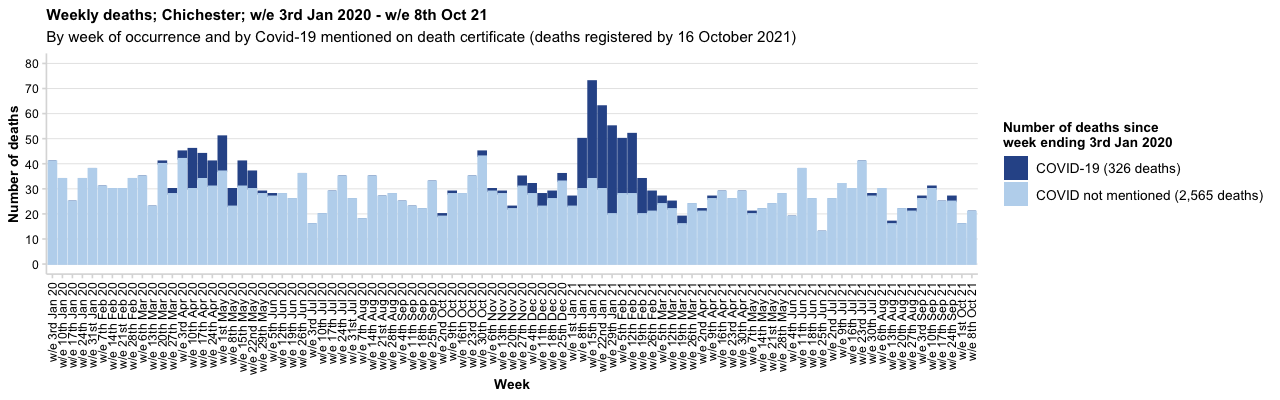 Weekly deaths; Chichester; w/e 3rd Jan 2020 - w/e 8th Oct 21
By week of occurrence and by Covid-19 mentioned on death certificate (deaths registered by 16 October 2021)
Number of deaths
80
70
60
50
40
30
20
10
0
w/e 3rd Jan 20
w/e 10th Jan 20
w/e 17th Jan 20
w/e 24th Jan 20
w/e 31st Jan 20
w/e 7th Feb 20
w/e 14th Feb 20
w/e 21st Feb 20
w/e 28th Feb 20
w/e 6th Mar 20
w/e 13th Mar 20
w/e 20th Mar 20
w/e 27th Mar 20
w/e 3rd Apr 20
w/e 10th Apr 20
w/e 17th Apr 20
w/e 24th Apr 20
w/e 1st May 20
w/e 8th May 20
w/e 15th May 20
w/e 22nd May 20
w/e 29th May 20
w/e 5th Jun 20
w/e 12th Jun 20
w/e 19th Jun 20
w/e 26th Jun 20
w/e 3rd Jul 20
w/e 10th Jul 20
w/e 17th Jul 20
w/e 24th Jul 20
w/e 31st Jul 20
w/e 7th Aug 20
w/e 14th Aug 20
w/e 21st Aug 20
w/e 28th Aug 20
w/e 4th Sep 20
w/e 11th Sep 20
w/e 18th Sep 20
w/e 25th Sep 20
w/e 2nd Oct 20
w/e 9th Oct 20
w/e 16th Oct 20
w/e 23rd Oct 20
w/e 30th Oct 20
w/e 6th Nov 20
w/e 13th Nov 20
w/e 20th Nov 20
w/e 27th Nov 20
w/e 4th Dec 20
w/e 11th Dec 20
w/e 18th Dec 20
w/e 25th Dec 20
w/e 1st Jan 21
w/e 8th Jan 21
w/e 15th Jan 21
w/e 22nd Jan 21
w/e 29th Jan 21
w/e 5th Feb 21
w/e 12th Feb 21
w/e 19th Feb 21
w/e 26th Feb 21
w/e 5th Mar 21
w/e 12th Mar 21
w/e 19th Mar 21
w/e 26th Mar 21
w/e 2nd Apr 21
w/e 9th Apr 21
w/e 16th Apr 21
w/e 23rd Apr 21
w/e 30th Apr 21
w/e 7th May 21
w/e 14th May 21
w/e 21st May 21
w/e 28th May 21
w/e 4th Jun 21
w/e 11th Jun 21
w/e 18th Jun 21
w/e 25th Jun 21
w/e 2nd Jul 21
w/e 9th Jul 21
w/e 16th Jul 21
w/e 23rd Jul 21
w/e 30th Jul 21
w/e 6th Aug 21
w/e 13th Aug 21
w/e 20th Aug 21
w/e 27th Aug 21
w/e 3rd Sep 21
w/e 10th Sep 21
w/e 17th Sep 21
w/e 24th Sep 21
w/e 1st Oct 21
w/e 8th Oct 21
Week
Number of deaths since
week ending 3rd Jan 2020
COVID-19 (326 deaths)
COVID not mentioned (2,565 deaths)